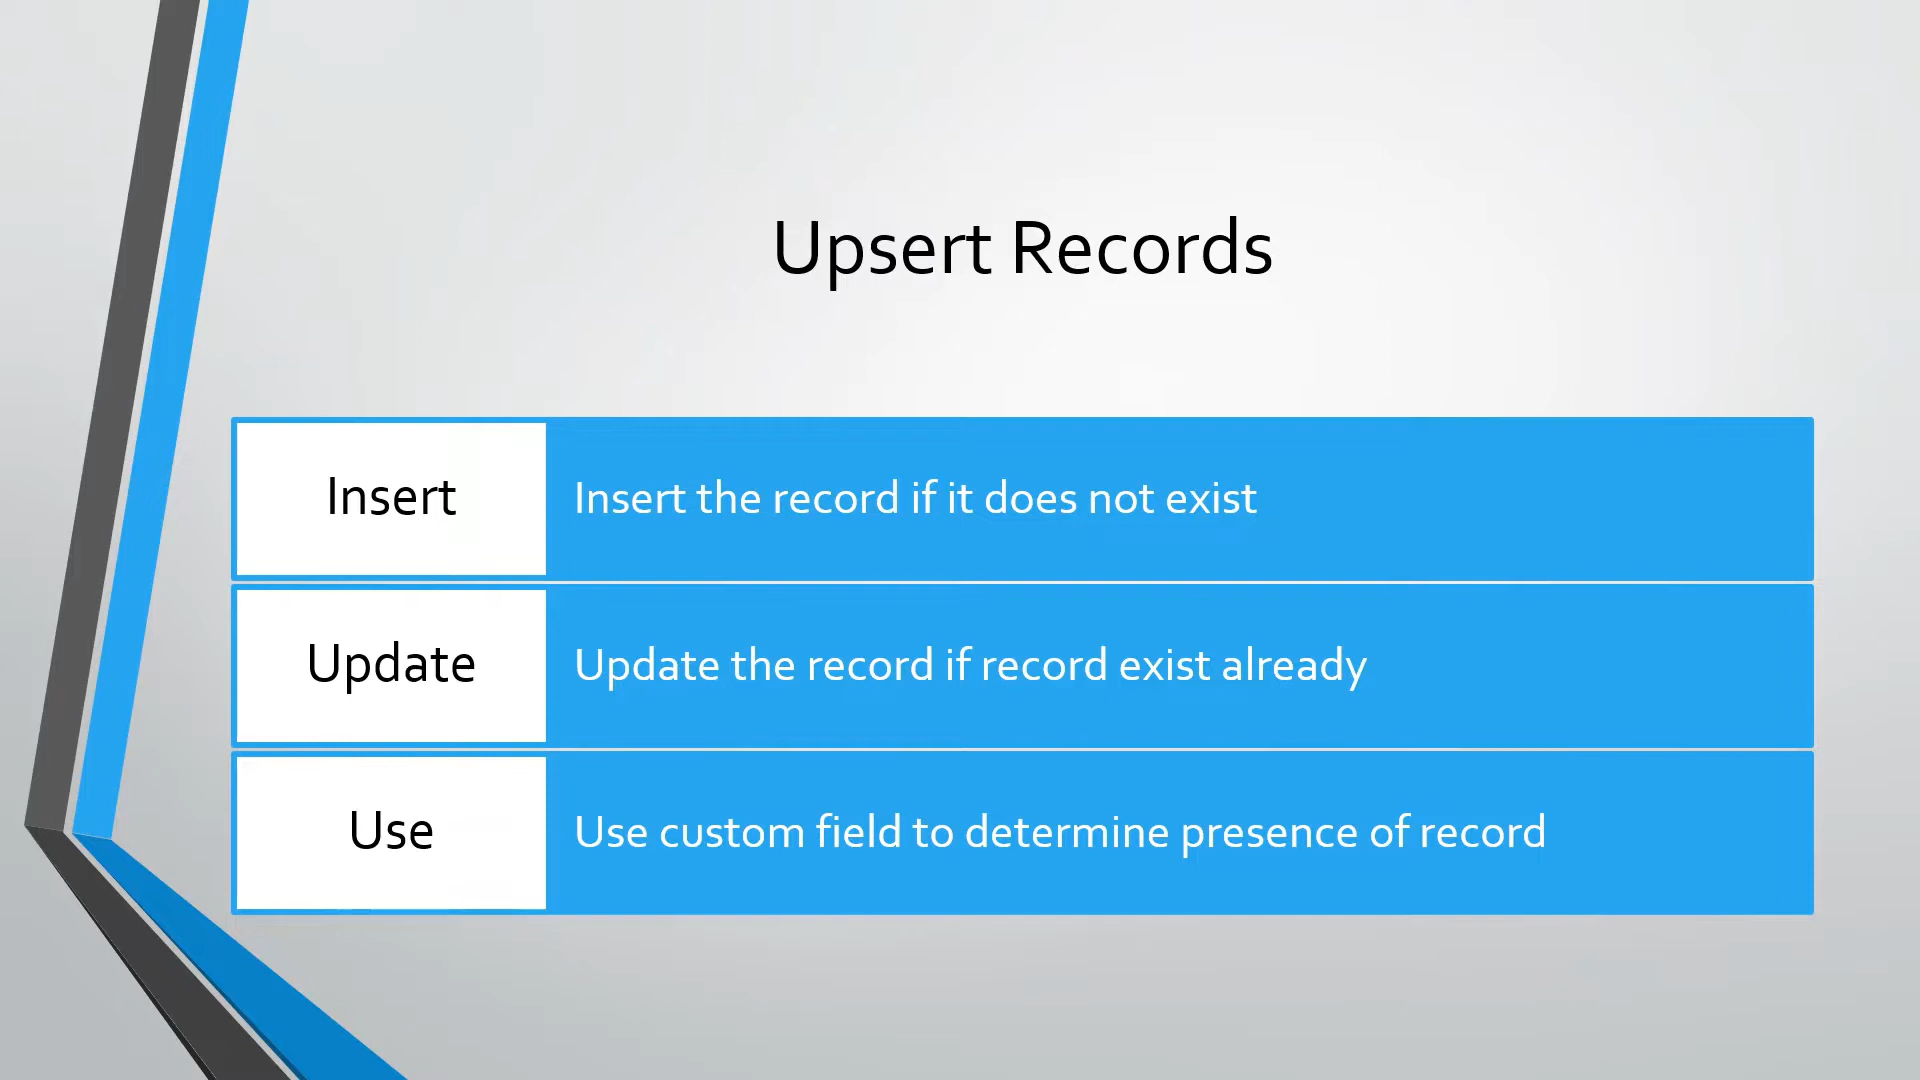 Upsert Records
Insert
Insert the record if it does not exist
Update
Update the record if record exist already
Use
Use custom field to determine presence of record